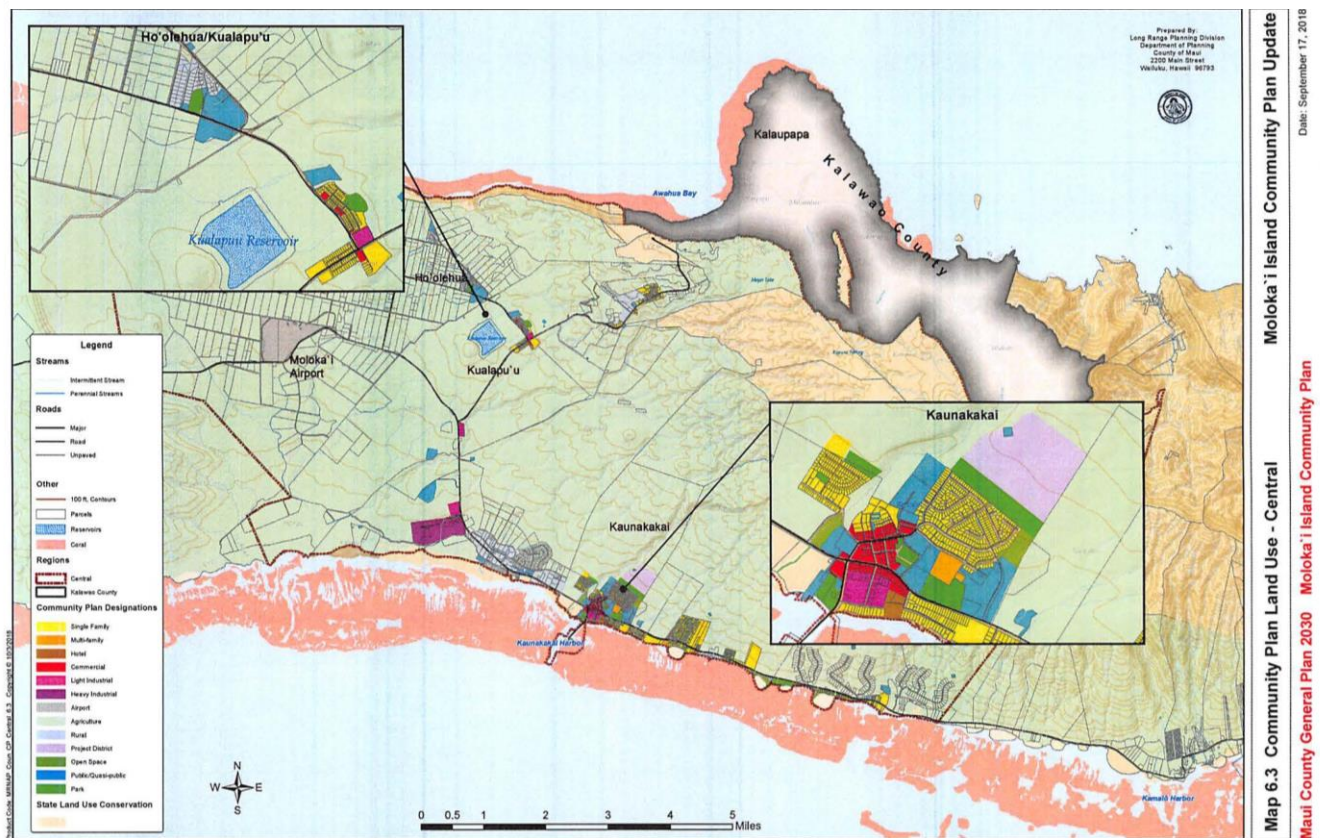 Ho'olehua/Kualapu'u
Kualapuu Reservoir
Prepared By:
Long Range Planning Division
Department of Planning
County of Maui
2200 Main Street
Wailuku, Hawaii 96793
Kalaupapa
Kalawao County
Awahua Bay
Ho'olehua
Moloka'i
Airport
Kualapu'u
Kaunakakai
Kaunakakai
Kaunakakai Harbor
Kamalō Harbor
Legend
Streams
Intermittent Stream
Perennial Streams
Roads
Major
Road
Unpaved
Other
100 ft. Contours
Parcels
Reservoirs
Coral
Regions
Central
Kalawao County
Community Plan Designations
Single Family
Multi-family
Hotel
Commercial
Light Industrial
Heavy Industrial
Airport
Agriculture
Rural
Project District
Open Space
Public/Quasi-public
Park
State Land Use Conservation
N
W E
S
0 0.5 1 2 3 4 5
Miles
Map 6.3 Community Plan Land Use - Central
Moloka`i Island Community Plan Update
Maui County General Plan 2030 Moloka`i Island Community Plan
Date: September 17, 2018